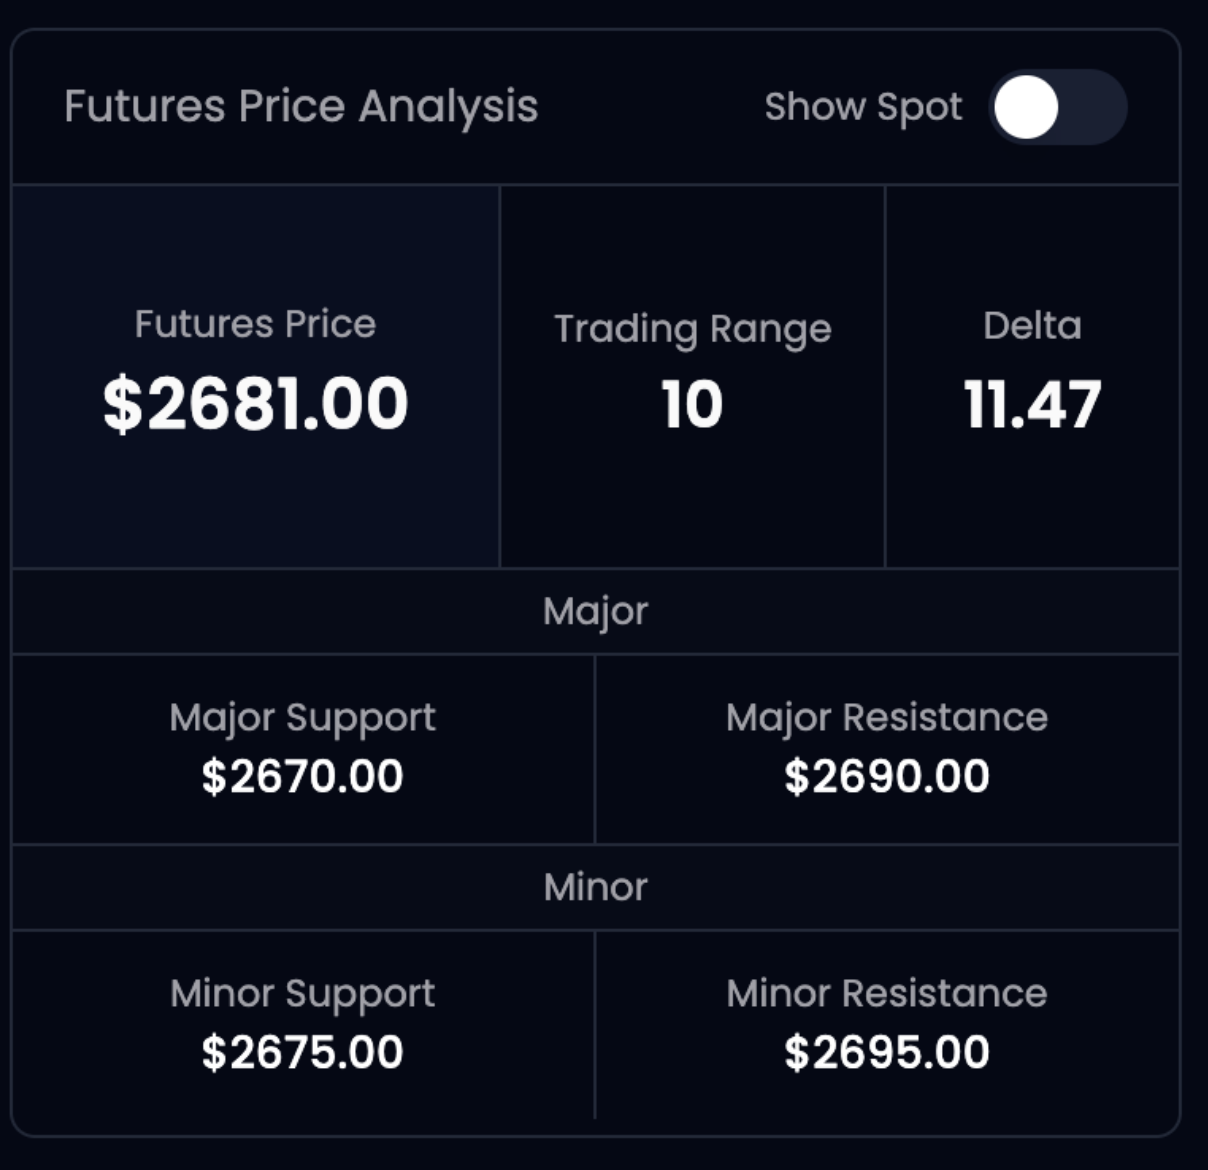 Futures Price Analysis
Show Spot
Futures Price
$2681.00
Trading Range
10
Delta
11.47
Major
Major Support
$2670.00
Major Resistance
$2690.00
Minor
Minor Support
$2675.00
Minor Resistance
$2695.00